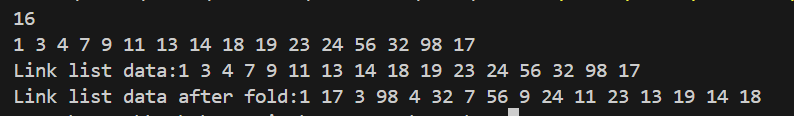 16
1 3 4 7 9 11 13 14 18 19 23 24 56 32 98 17
Link list data:1 3 4 7 9 11 13 14 18 19 23 24 56 32 98 17
Link list data after fold:1 17 3 98 4 32 7 56 9 24 11 23 13 19 14 18